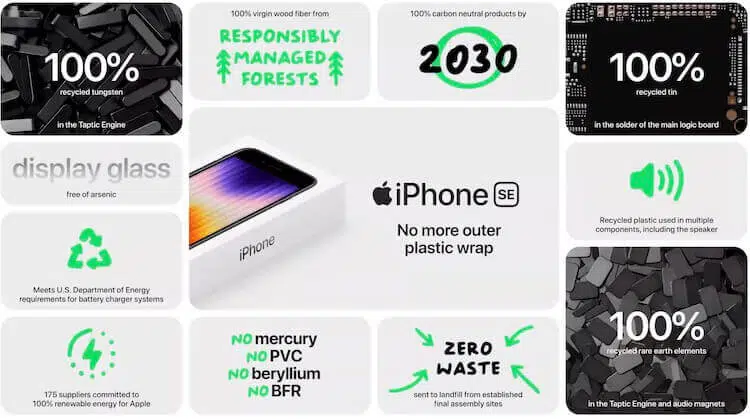 100%
recycled tungsten
in the Taptic Engine
100% virgin wood fiber from
RESPONSIBLY
MANAGED
FORESTS
100% carbon neutral products by
2030
100%
recycled tin
in the solder of the main logic board
display glass
free of arsenic
iPhone
iPhone SE
No more outer
plastic wrap
Recycled plastic used in multiple
components, including the speaker
Meets U.S. Department of Energy
requirements for battery charger systems
100%
recycled rare earth elements
in the Taptic Engine and audio magnets
175 suppliers committed to
100% renewable energy for Apple
NO mercury
NO PVC
NO beryllium
NO BFR
ZERO
WASTE
sent to landfill from established
final assembly sites